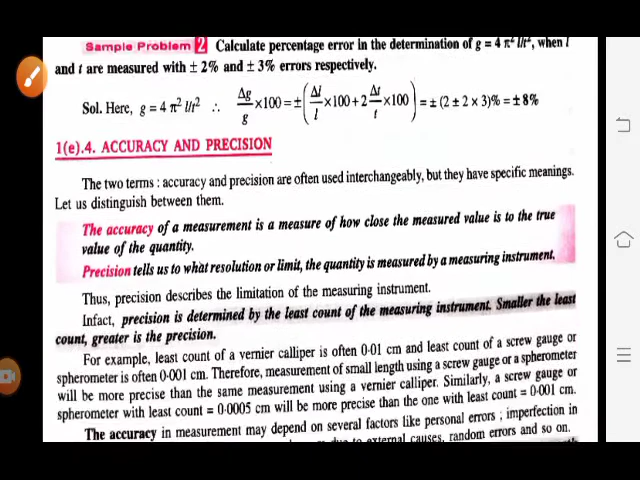 Sample Problem 2 Calculate percentage error in the determination of g = 4 π² l/t², when l
and t are measured with ± 2% and ± 3% errors respectively.
Sol. Here, g = 4 π² l/t² ∴ Δg/g ×100 = ± (Δl/l ×100 + 2 Δt/t ×100) = ± (2 ± 2 × 3)% = ± 8%
1(e).4. ACCURACY AND PRECISION
The two terms : accuracy and precision are often used interchangeably, but they have specific meanings.
Let us distinguish between them.
The accuracy of a measurement is a measure of how close the measured value is to the true
value of the quantity.
Precision tells us to what resolution or limit, the quantity is measured by a measuring instrument.
Thus, precision describes the limitation of the measuring instrument.
Infact, precision is determined by the least count of the measuring instrument. Smaller the least
count, greater is the precision.
For example, least count of a vernier calliper is often 0·01 cm and least count of a screw gauge or
spherometer is often 0·001 cm. Therefore, measurement of small length using a screw gauge or a spherometer
will be more precise than the same measurement using a vernier calliper. Similarly, a screw gauge or
spherometer with least count = 0·0005 cm will be more precise than the one with least count = 0·001 cm.
The accuracy in measurement may depend on several factors like personal errors ; imperfection in
due to external causes, random errors and so on.